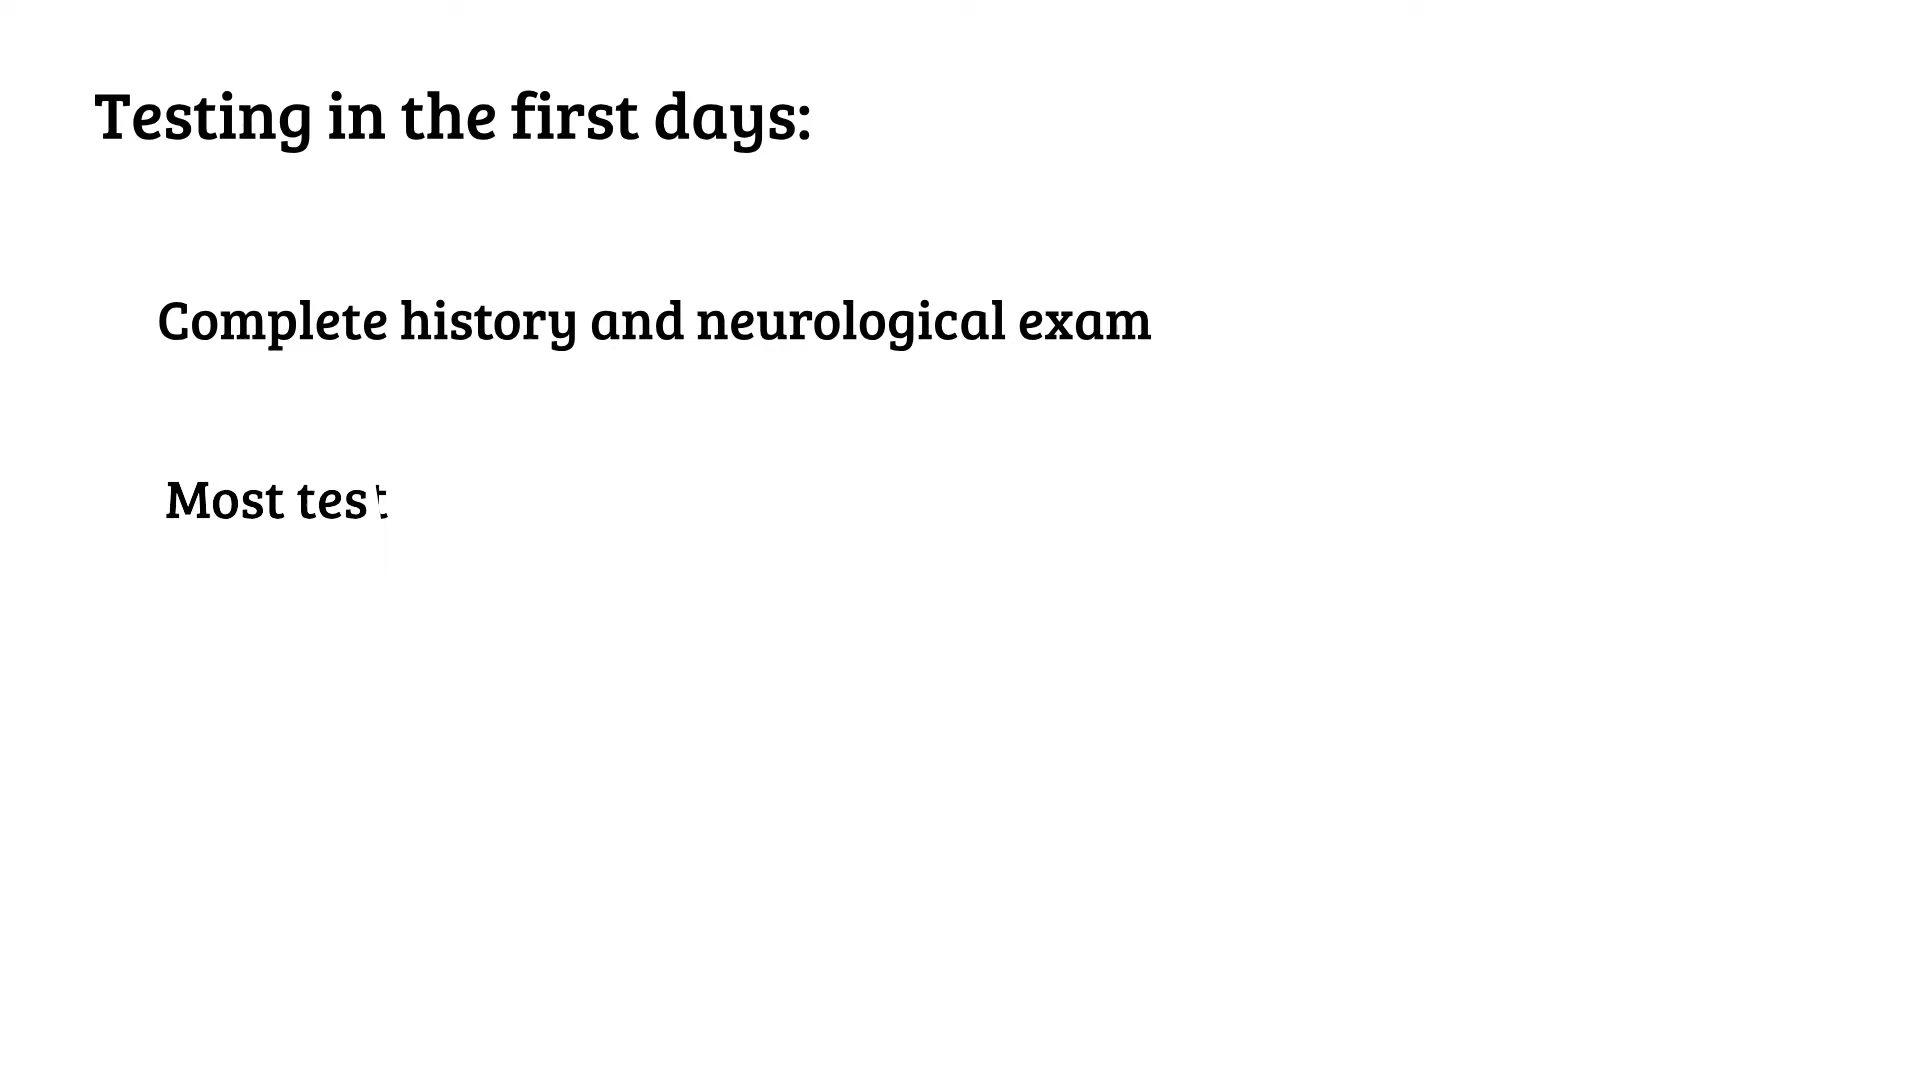 Testing in the first days:
Complete history and neurological exam
Most test